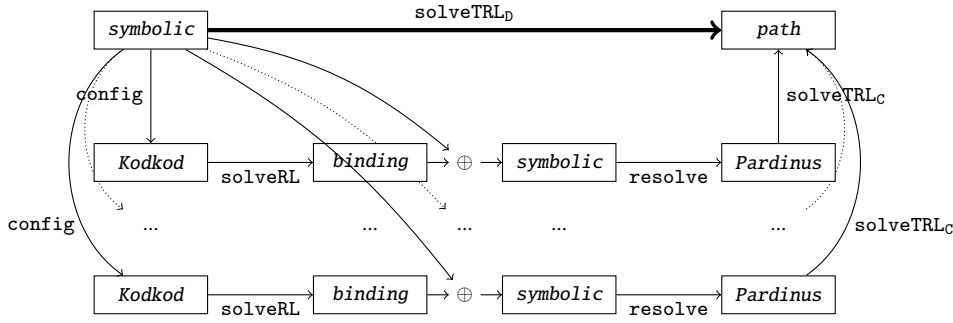 solveTRL_D
symbolic path
config solveTRL_C
Kodkod binding ⊕ symbolic Pardinus
solveRL resolve
config ... ... ... ... ... solveTRL_C
Kodkod binding ⊕ symbolic Pardinus
solveRL resolve